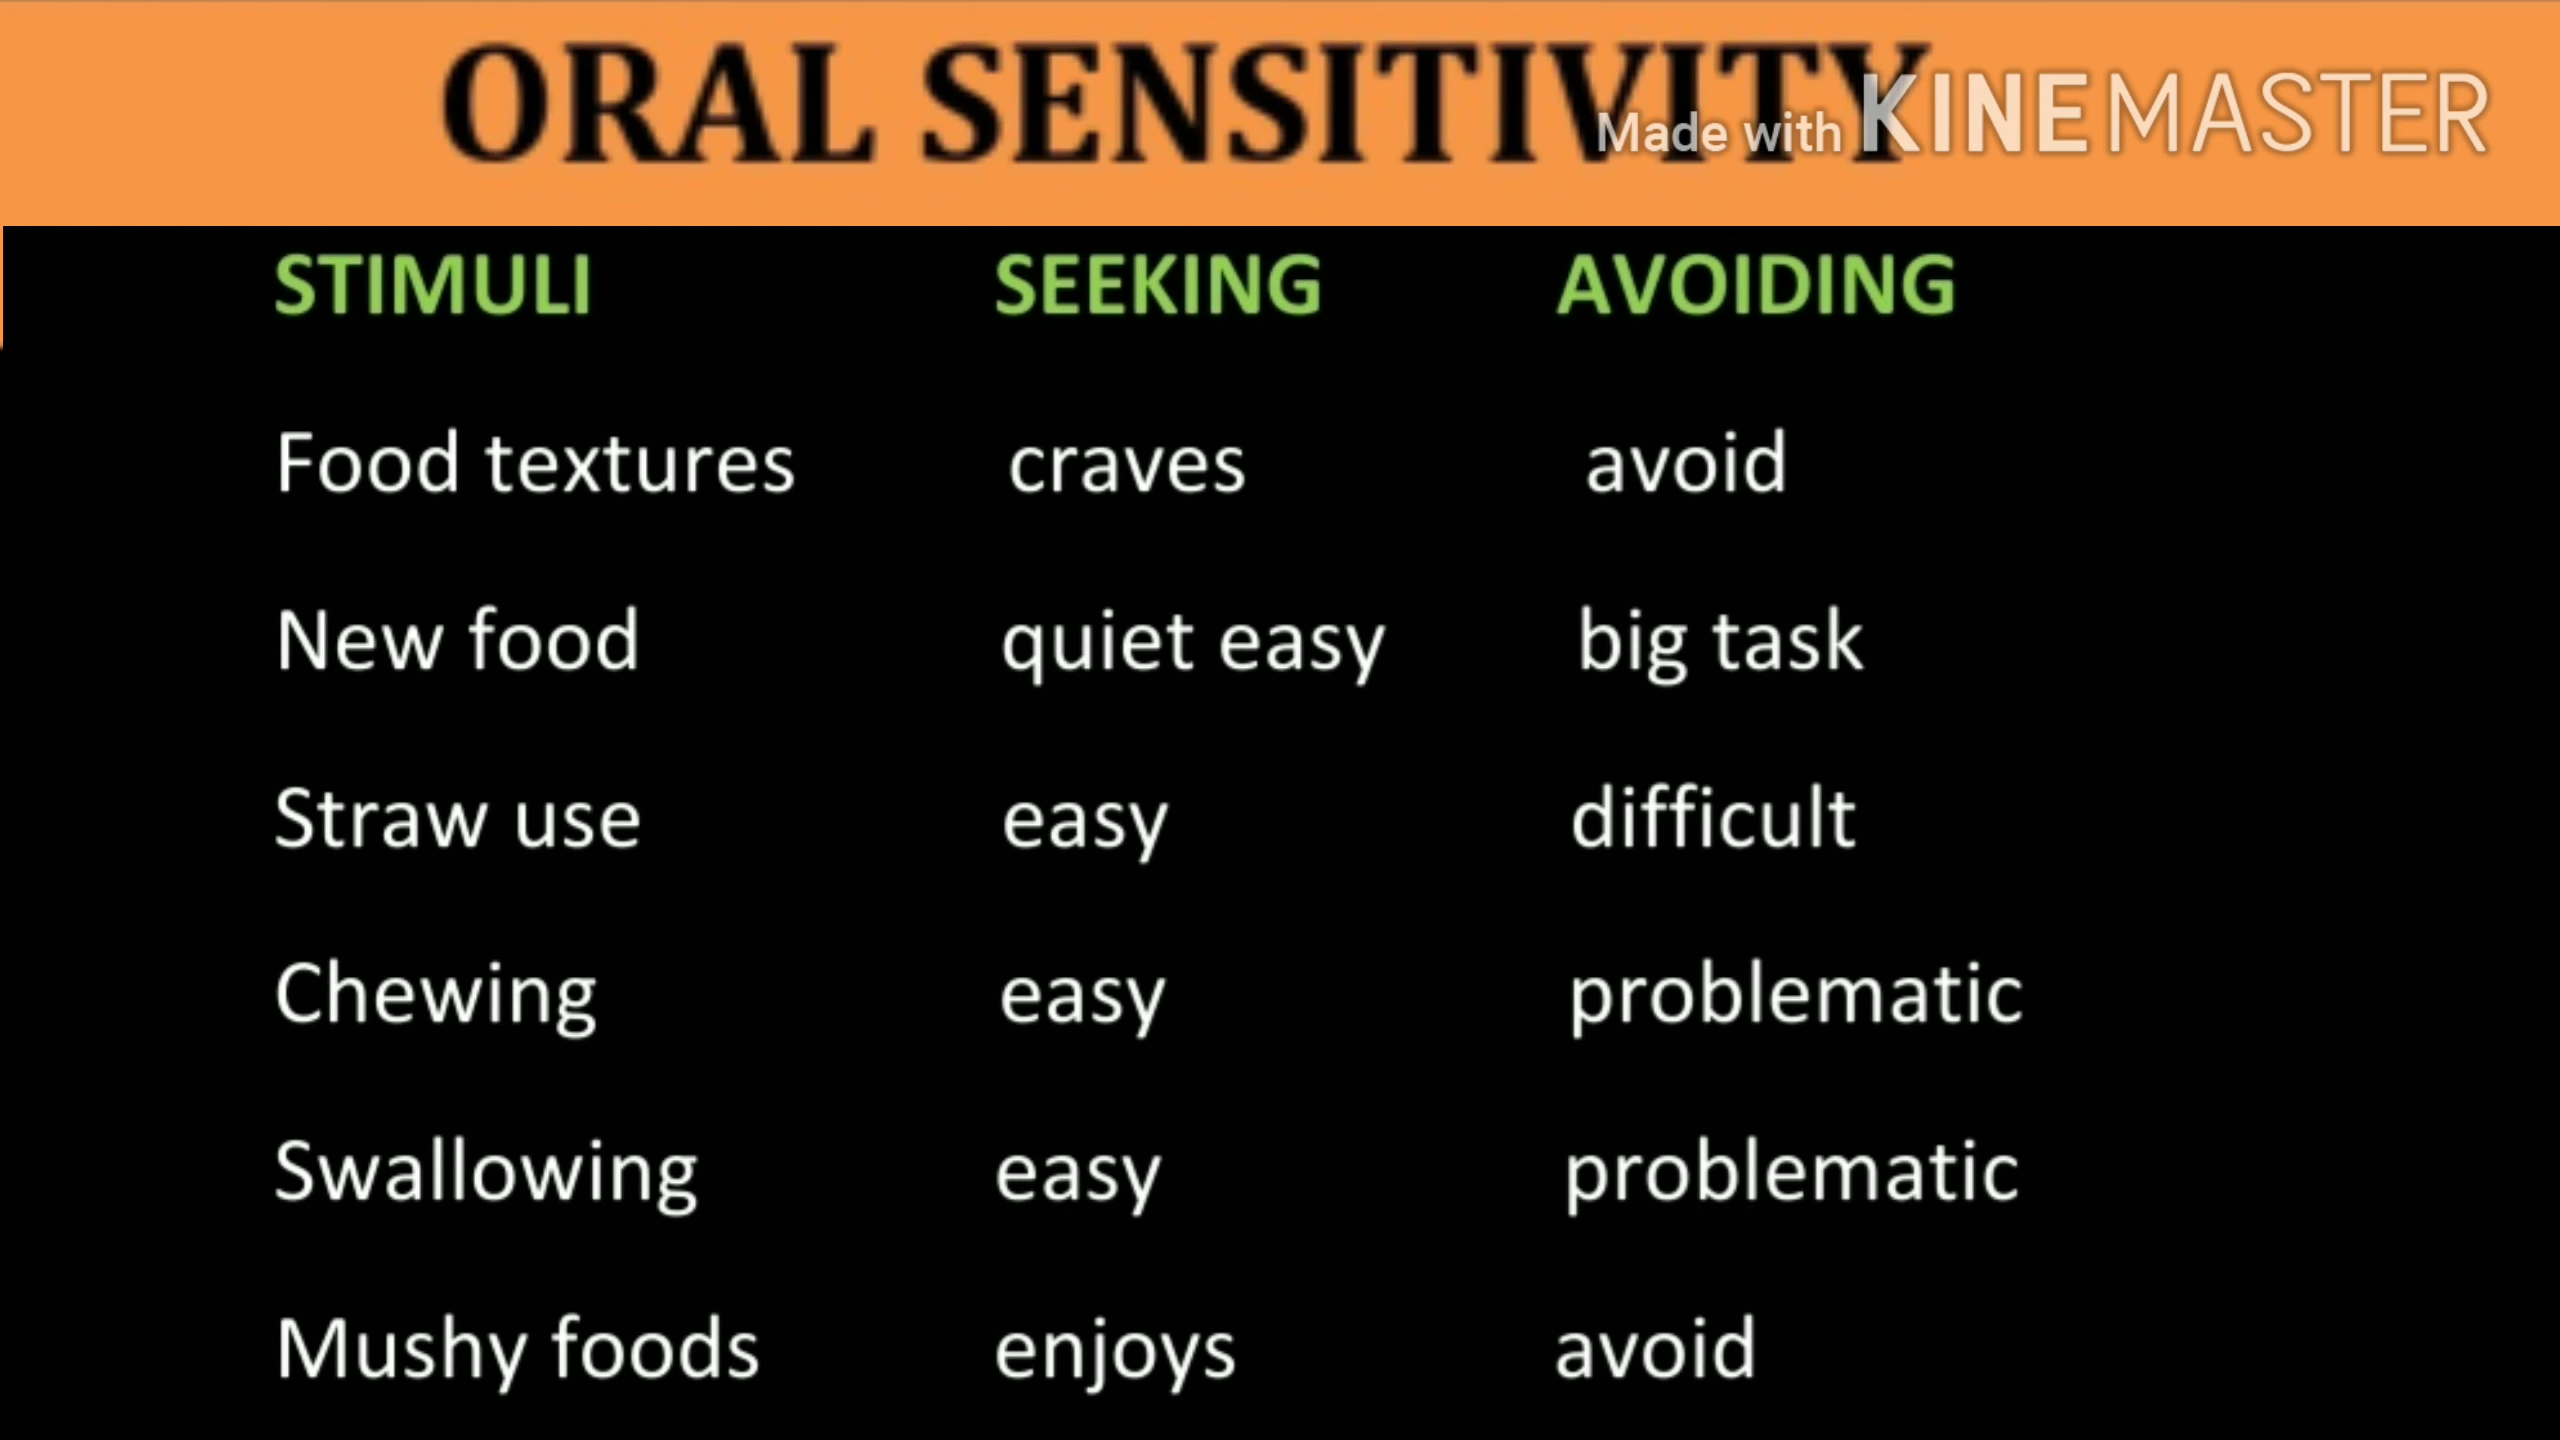 ORAL SENSITIVITY
Made with KINEMASTER
STIMULI SEEKING AVOIDING
Food textures craves avoid
New food quiet easy big task
Straw use easy difficult
Chewing easy problematic
Swallowing easy problematic
Mushy foods enjoys avoid